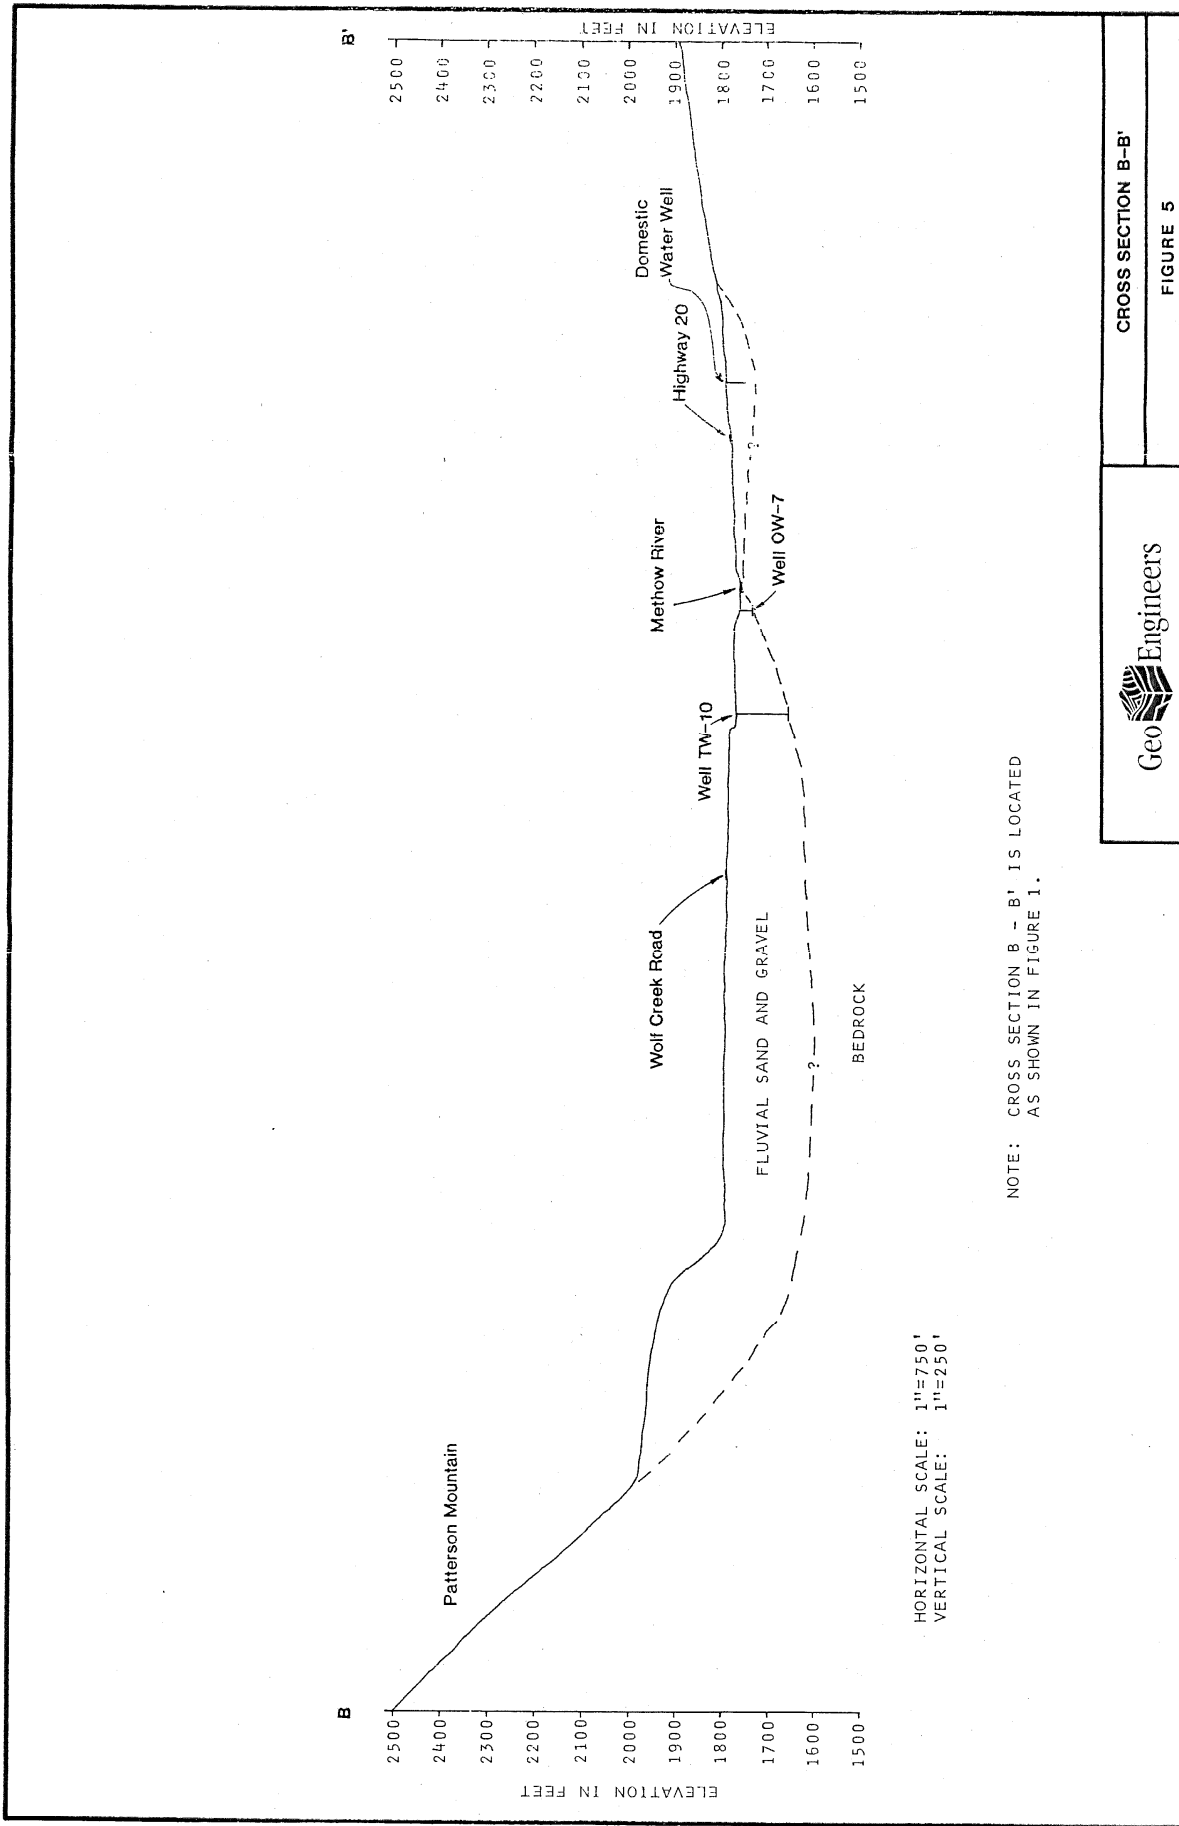 B
B'
2500
2400
2300
2200
2100
2000
1900
1800
1700
1600
1500
ELEVATION IN FEET
Patterson Mountain
Wolf Creek Road
Well TW-10
Methow River
Well OW-7
Highway 20
Domestic
Water Well
2500
2400
2300
2200
2100
2000
1900
1800
1700
1600
1500
ELEVATION IN FEET
FLUVIAL SAND AND GRAVEL
?
?
BEDROCK
HORIZONTAL SCALE: 1"=750'
VERTICAL SCALE: 1"=250'
NOTE: CROSS SECTION B - B' IS LOCATED
AS SHOWN IN FIGURE 1.
Geo Engineers
CROSS SECTION B-B'
FIGURE 5